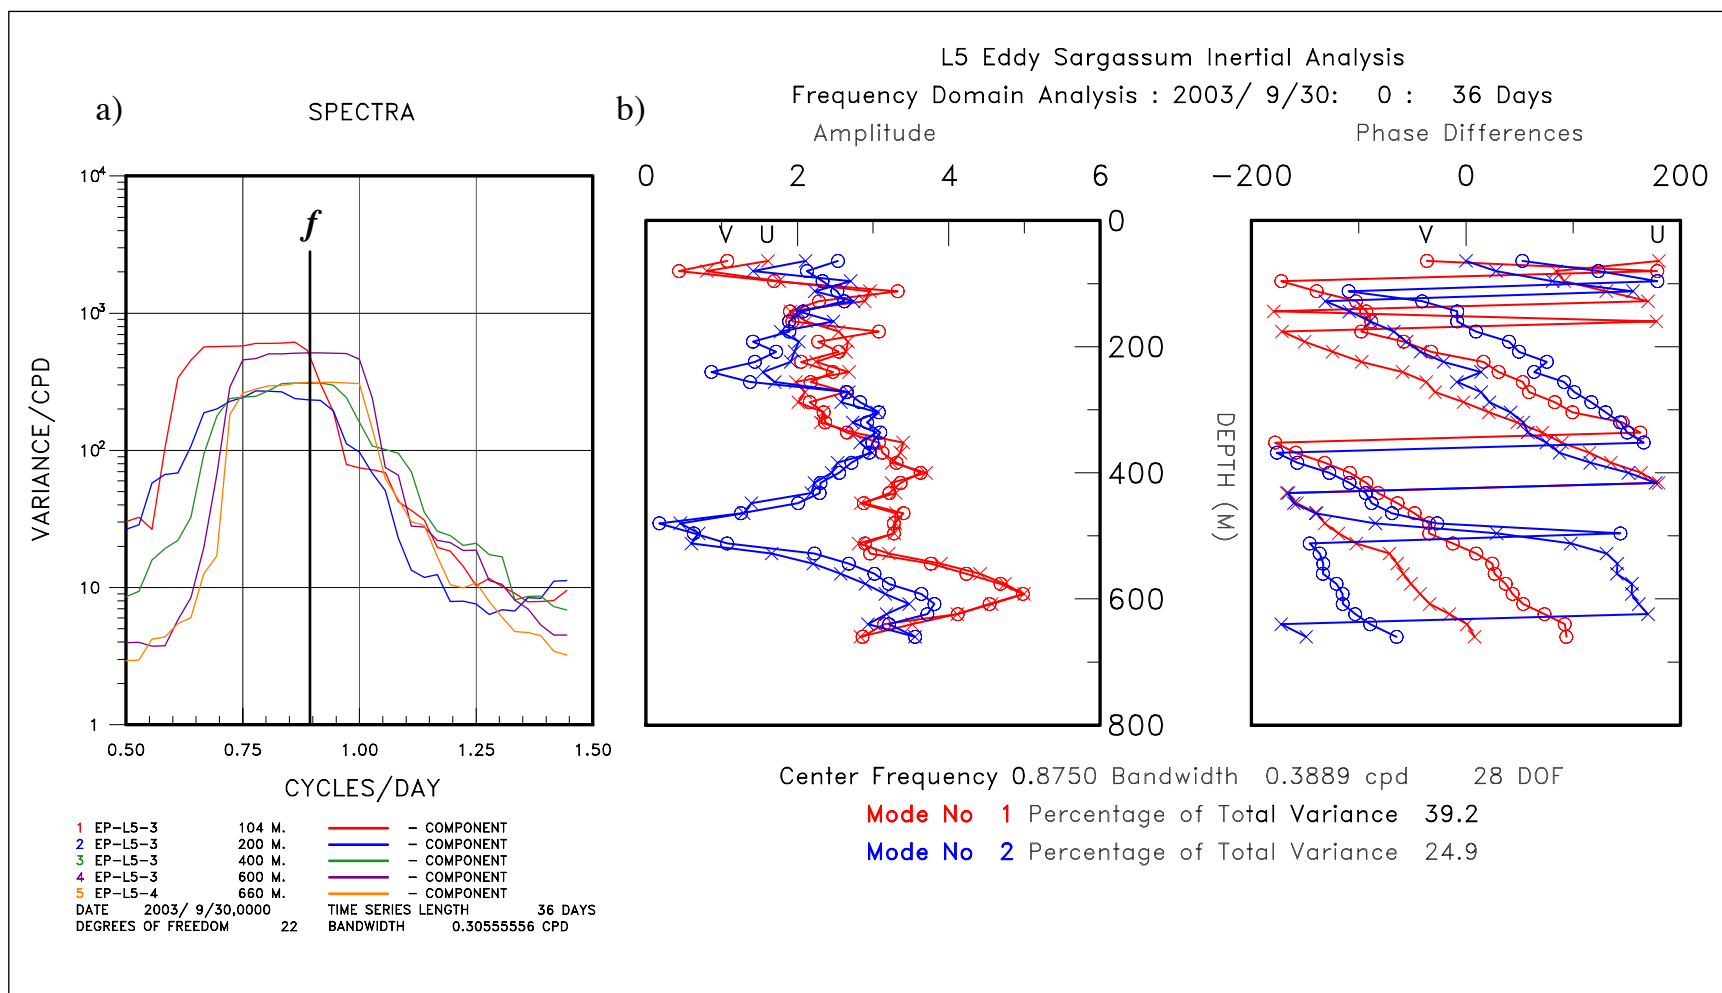 L5 Eddy Sargassum Inertial Analysis
Frequency Domain Analysis : 2003/ 9/30: 0 : 36 Days
a)
SPECTRA
b)
Amplitude
Phase Differences
10^4
10^3
10^2
10
1
VARIANCE/CPD
f
0.50 0.75 1.00 1.25 1.50
CYCLES/DAY
0 2 4 6
V U
0
200
400
600
800
DEPTH (M)
-200 0 200
V U
Center Frequency 0.8750 Bandwidth 0.3889 cpd 28 DOF
Mode No 1 Percentage of Total Variance 39.2
Mode No 2 Percentage of Total Variance 24.9
1 EP-L5-3 104 M. - COMPONENT
2 EP-L5-3 200 M. - COMPONENT
3 EP-L5-3 400 M. - COMPONENT
4 EP-L5-3 600 M. - COMPONENT
5 EP-L5-4 660 M. - COMPONENT
DATE 2003/ 9/30,0000 TIME SERIES LENGTH 36 DAYS
DEGREES OF FREEDOM 22 BANDWIDTH 0.30555556 CPD